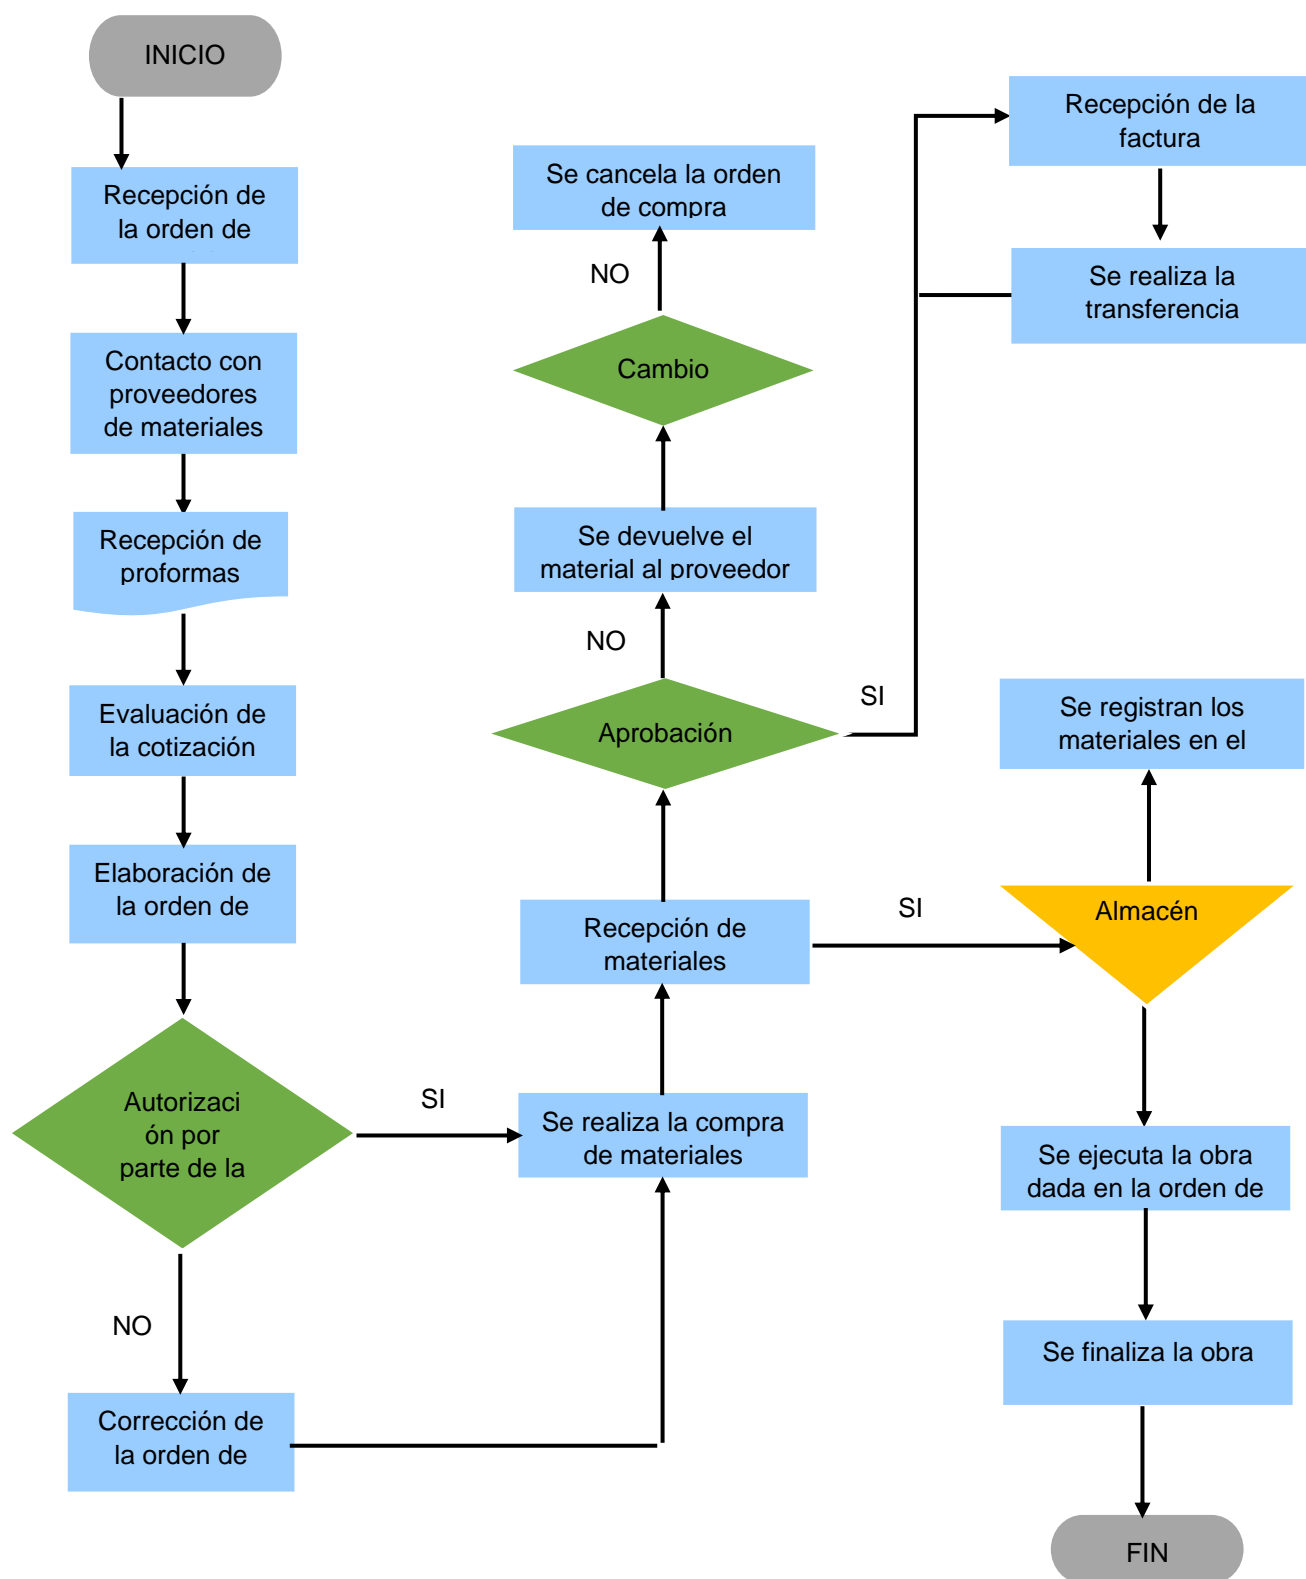 INICIO
Recepción de
la orden de
Contacto con
proveedores
de materiales
Recepción de
proformas
Evaluación de
la cotización
Elaboración de
la orden de
Autorizaci
ón por
parte de la
SI
NO
Corrección de
la orden de
Se cancela la orden
de compra
NO
Cambio
Se devuelve el
material al proveedor
NO
Aprobación
SI
Recepción de
materiales
SI
Se realiza la compra
de materiales
Recepción de la
factura
Se realiza la
transferencia
Se registran los
materiales en el
Almacén
Se ejecuta la obra
dada en la orden de
Se finaliza la obra
FIN